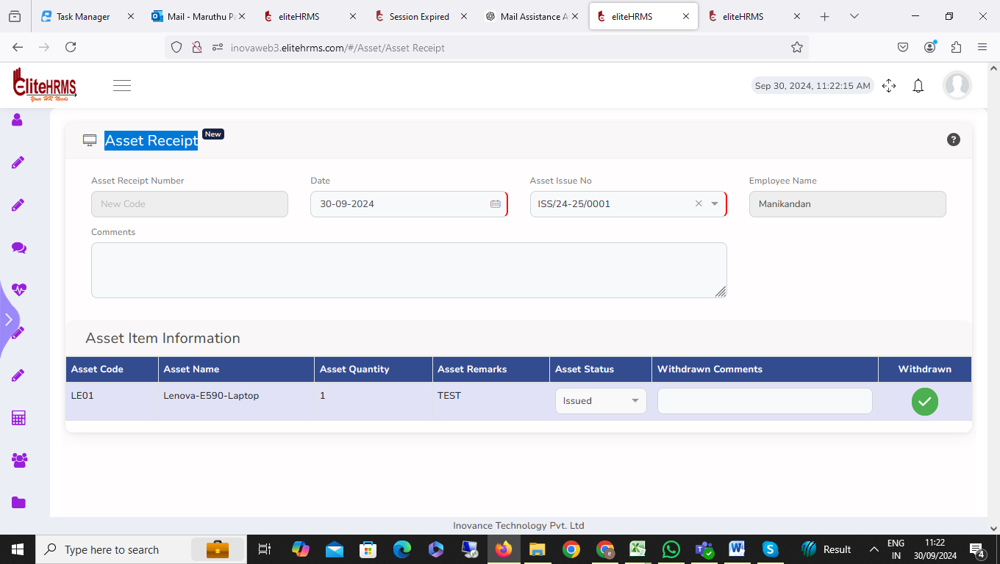 Task Manager
Mail - Maruthu Pa
eliteHRMS
Session Expired
Mail Assistance A
eliteHRMS
eliteHRMS
inovaweb3.elitehrms.com/#/Asset/Asset Receipt
EliteHRMS
Your HR Needs
Sep 30, 2024, 11:22:15 AM
Asset Receipt New
Asset Receipt Number Date Asset Issue No Employee Name
New Code 30-09-2024 ISS/24-25/0001 Manikandan
Comments
Asset Item Information
Asset Code Asset Name Asset Quantity Asset Remarks Asset Status Withdrawn Comments Withdrawn
LE01 Lenova-E590-Laptop 1 TEST Issued
Inovance Technology Pvt. Ltd
Type here to search
Result
ENG
IN
11:22
30/09/2024
4